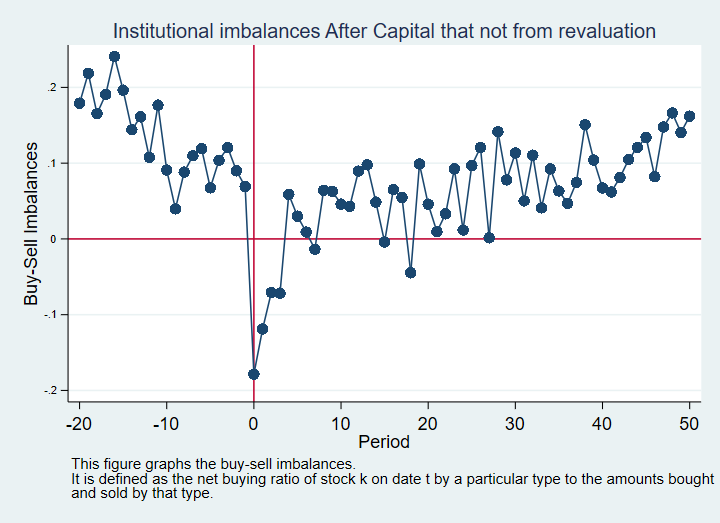 Institutional imbalances After Capital that not from revaluation
Buy-Sell Imbalances
.2
.1
0
-.1
-.2
-20 -10 0 10 20 30 40 50
Period
This figure graphs the buy-sell imbalances.
It is defined as the net buying ratio of stock k on date t by a particular type to the amounts bought
and sold by that type.